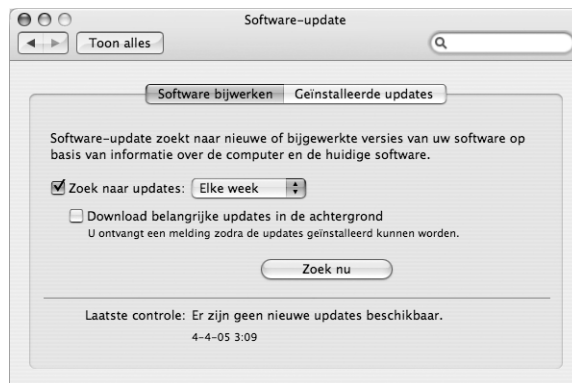 Software-update
Toon alles
Software bijwerken Geïnstalleerde updates
Software-update zoekt naar nieuwe of bijgewerkte versies van uw software op
basis van informatie over de computer en de huidige software.
Zoek naar updates: Elke week
Download belangrijke updates in de achtergrond
U ontvangt een melding zodra de updates geïnstalleerd kunnen worden.
Zoek nu
Laatste controle: Er zijn geen nieuwe updates beschikbaar.
4-4-05 3:09